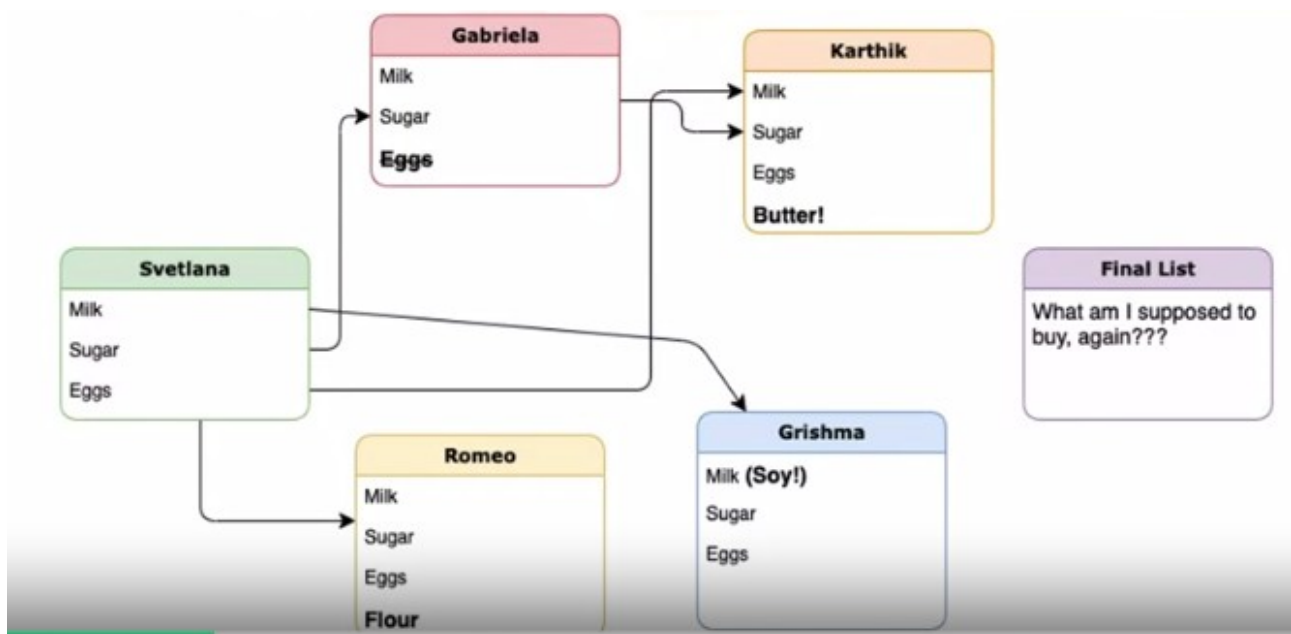 Gabriela
Milk
Sugar
Eggs
Karthik
Milk
Sugar
Eggs
Butter!
Svetlana
Milk
Sugar
Eggs
Final List
What am I supposed to
buy, again???
Romeo
Milk
Sugar
Eggs
Flour
Grishma
Milk (Soy!)
Sugar
Eggs